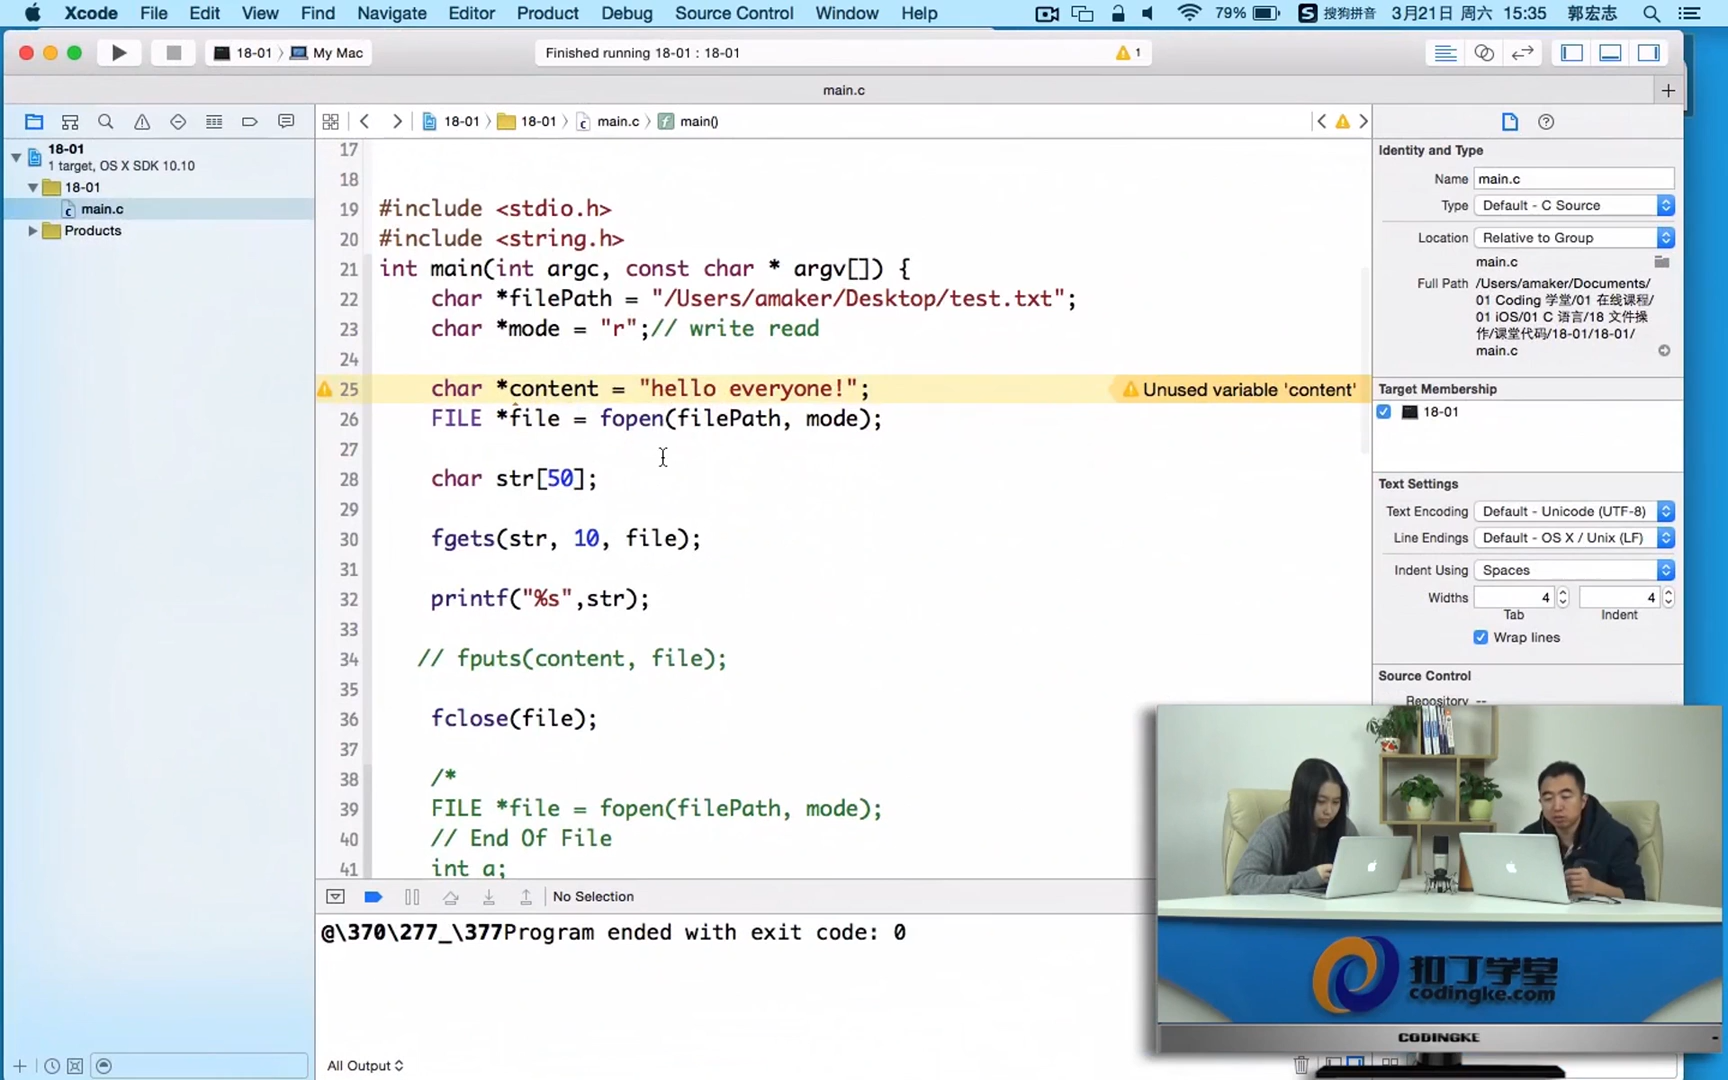 Xcode File Edit View Find Navigate Editor Product Debug Source Control Window Help 79% S 搜狗拼音 3月21日 周六 15:35 郭宏志
18-01 My Mac Finished running 18-01 : 18-01 1
main.c
18-01 18-01 main.c main()
18-01
1 target, OS X SDK 10.10
18-01
main.c
Products
17
18
19 #include <stdio.h>
20 #include <string.h>
21 int main(int argc, const char * argv[]) {
22 char *filePath = "/Users/amaker/Desktop/test.txt";
23 char *mode = "r";// write read
24
25 char *content = "hello everyone!"; Unused variable 'content'
26 FILE *file = fopen(filePath, mode);
27
28 char str[50];
29
30 fgets(str, 10, file);
31
32 printf("%s",str);
33
34 // fputs(content, file);
35
36 fclose(file);
37
38 /*
39 FILE *file = fopen(filePath, mode);
40 // End Of File
41 int a;
No Selection
@\370\277_\377Program ended with exit code: 0
All Output
Identity and Type
Name main.c
Type Default - C Source
Location Relative to Group
main.c
Full Path /Users/amaker/Documents/
01 Coding 学堂/01 在线课程/
01 iOS/01 C 语言/18 文件操
作/课堂代码/18-01/18-01/
main.c
Target Membership
18-01
Text Settings
Text Encoding Default - Unicode (UTF-8)
Line Endings Default - OS X / Unix (LF)
Indent Using Spaces
Widths 4 4
Tab Indent
Wrap lines
Source Control
Repository --
扣丁学堂
codingke.com
CODINGKE